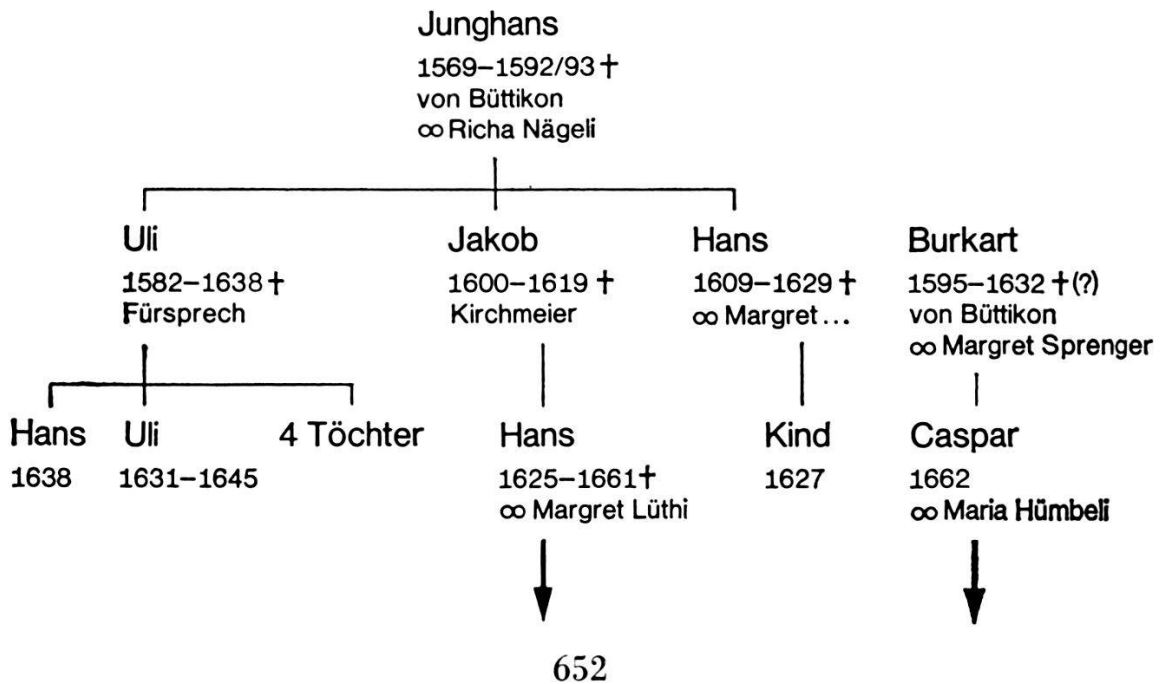 Junghans
1569–1592/93 †
von Büttikon
∞ Richa Nägeli
Uli
1582–1638 †
Fürsprech
Jakob
1600–1619 †
Kirchmeier
Hans
1609–1629 †
∞ Margret...
Burkart
1595–1632 † (?)
von Büttikon
∞ Margret Sprenger
Hans
1638
Uli
1631–1645
4 Töchter
Hans
1625–1661 †
∞ Margret Lüthi
Kind
1627
Caspar
1662
∞ Maria Hümbeli
652